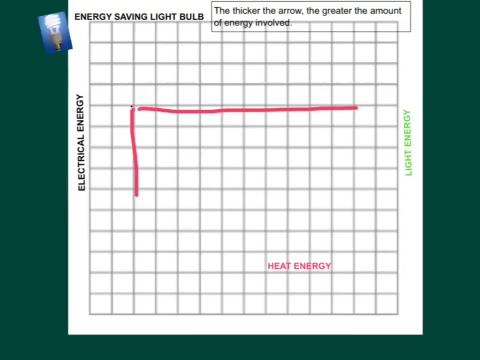 ENERGY SAVING LIGHT BULB
The thicker the arrow, the greater the amount
of energy involved.
ELECTRICAL ENERGY
LIGHT ENERGY
HEAT ENERGY